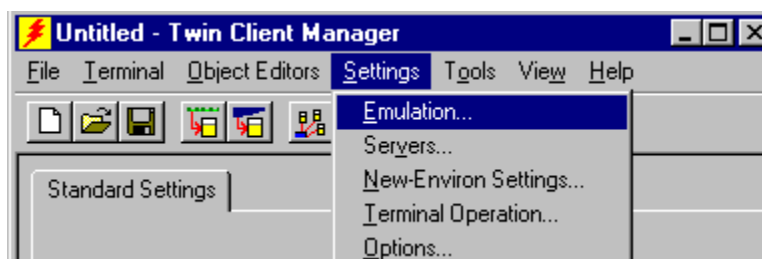 Untitled - Twin Client Manager
File Terminal Object Editors Settings Tools View Help
Emulation...
Servers...
New-Environ Settings...
Terminal Operation...
Options...
Standard Settings